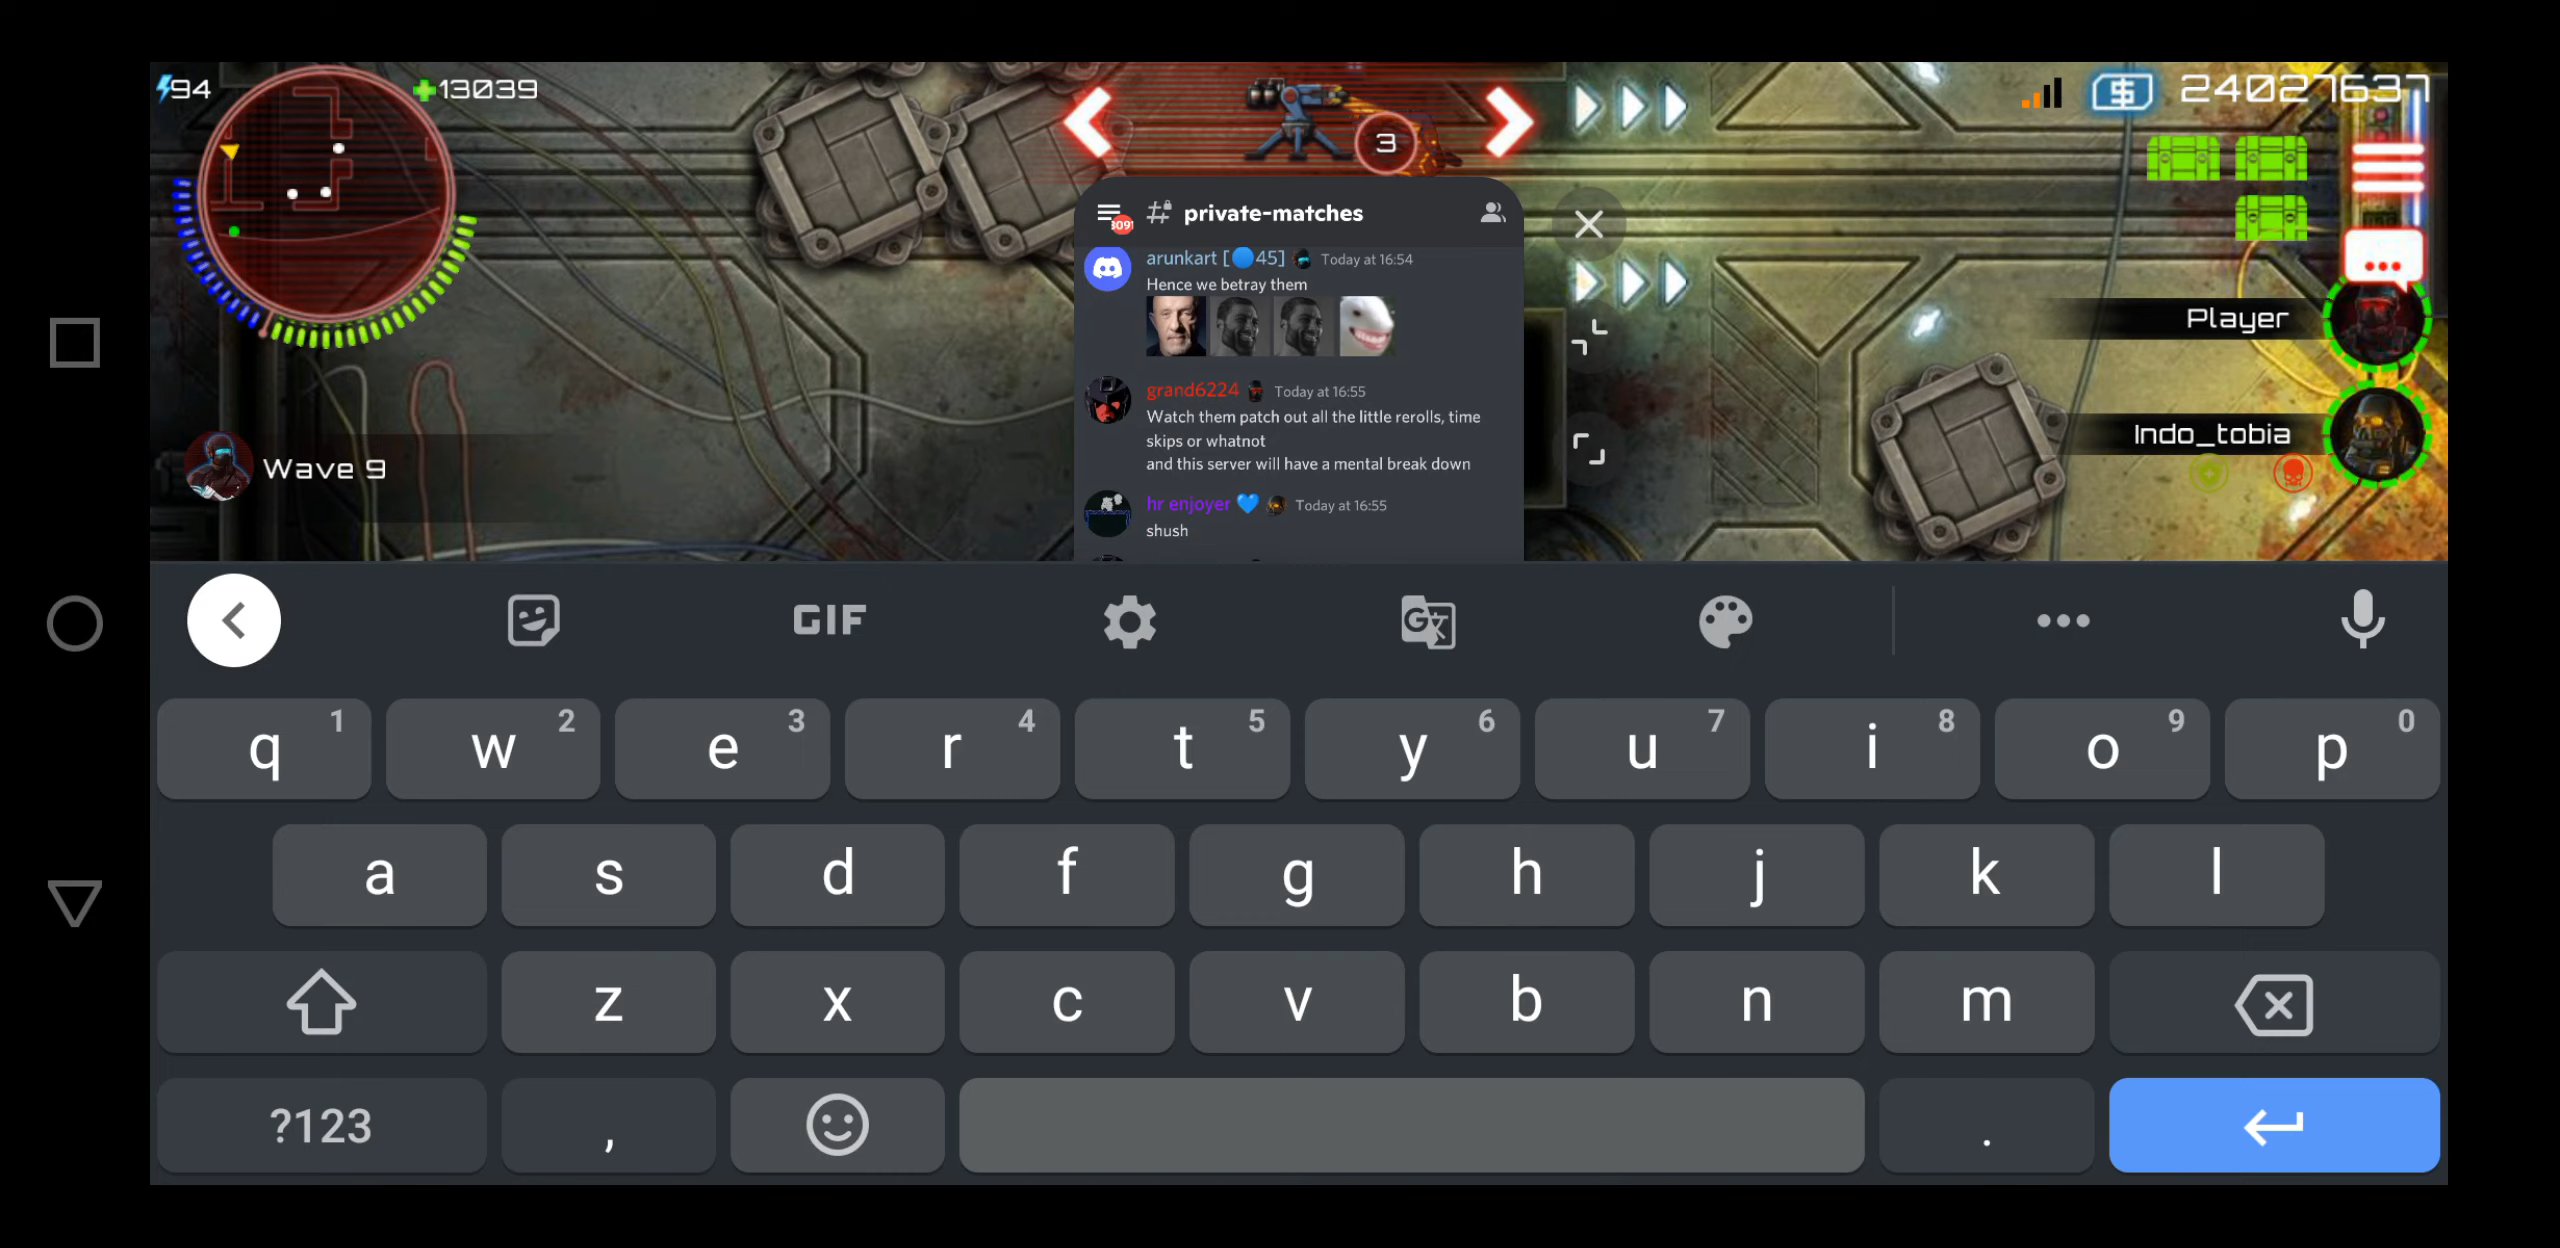 94
13039
3
24027637
private-matches
arunkart [🔵45] Today at 16:54
Hence we betray them
grand6224 Today at 16:55
Watch them patch out all the little rerolls, time
skips or whatnot
and this server will have a mental break down
hr enjoyer 💙 Today at 16:55
shush
Player
Indo_tobia
Wave 9
GIF
q 1 w 2 e 3 r 4 t 5 y 6 u 7 i 8 o 9 p 0
a s d f g h j k l
z x c v b n m
?123 , .